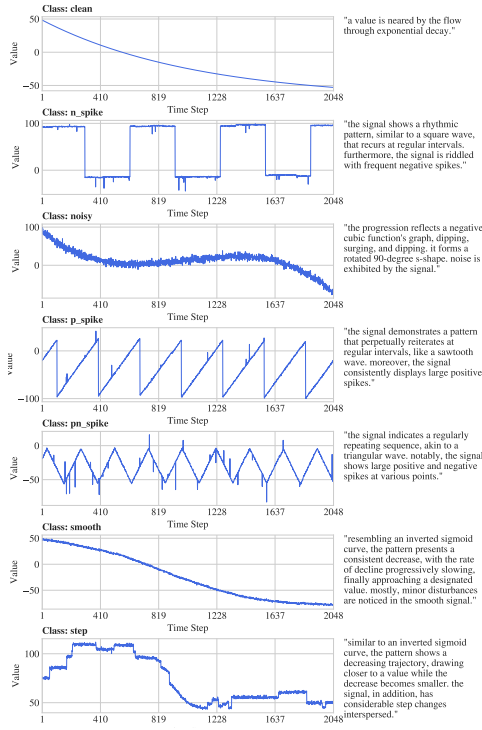 Class: clean
50
0
−50
Value
1
410
819
1228
1637
2048
Time Step
"a value is neared by the flow
through exponential decay."
Class: n_spike
100
0
Value
1
410
819
1228
1637
2048
Time Step
"the signal shows a rhythmic
pattern, similar to a square wave,
that recurs at regular intervals.
furthermore, the signal is riddled
with frequent negative spikes."
Class: noisy
100
0
Value
1
410
819
1228
1637
2048
Time Step
"the progression reflects a negative
cubic function's graph, dipping,
surging, and dipping. it forms a
rotated 90-degree s-shape. noise is
exhibited by the signal."
Class: p_spike
0
−100
Value
1
410
819
1228
1637
2048
Time Step
"the signal demonstrates a pattern
that perpetually reiterates at
regular intervals, like a sawtooth
wave. moreover, the signal
consistently displays large positive
spikes."
Class: pn_spike
0
−50
Value
1
410
819
1228
1637
2048
Time Step
"the signal indicates a regularly
repeating sequence, akin to a
triangular wave. notably, the signal
shows large positive and negative
spikes at various points."
Class: smooth
50
0
−50
Value
1
410
819
1228
1637
2048
Time Step
"resembling an inverted sigmoid
curve, the pattern presents a
consistent decrease, with the rate
of decline progressively slowing,
finally approaching a designated
value. mostly, minor disturbances
are noticed in the smooth signal."
Class: step
100
50
Value
1
410
819
1228
1637
2048
Time Step
"similar to an inverted sigmoid
curve, the pattern shows a
decreasing trajectory, drawing
closer to a value while the
decrease becomes smaller. the
signal, in addition, has
considerable step changes
interspersed."